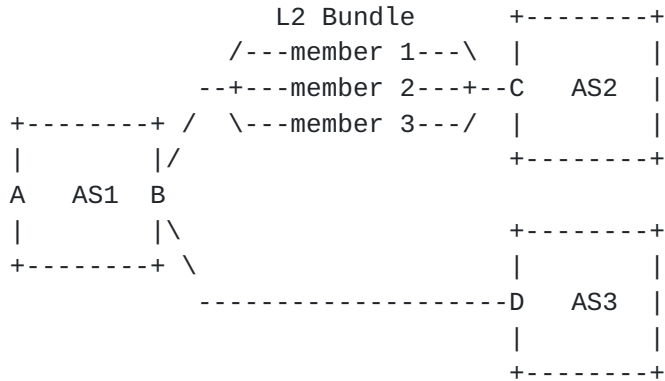 L2 Bundle        +--------+
              /---member 1---\  |        |
            --+---member 2---+--C   AS2  |
+--------+ /  \---member 3---/  |        |
|        |/                     +--------+
A   AS1  B
|        |\                     +--------+
+--------+ \                    |        |
            --------------------D   AS3  |
                                |        |
                                +--------+